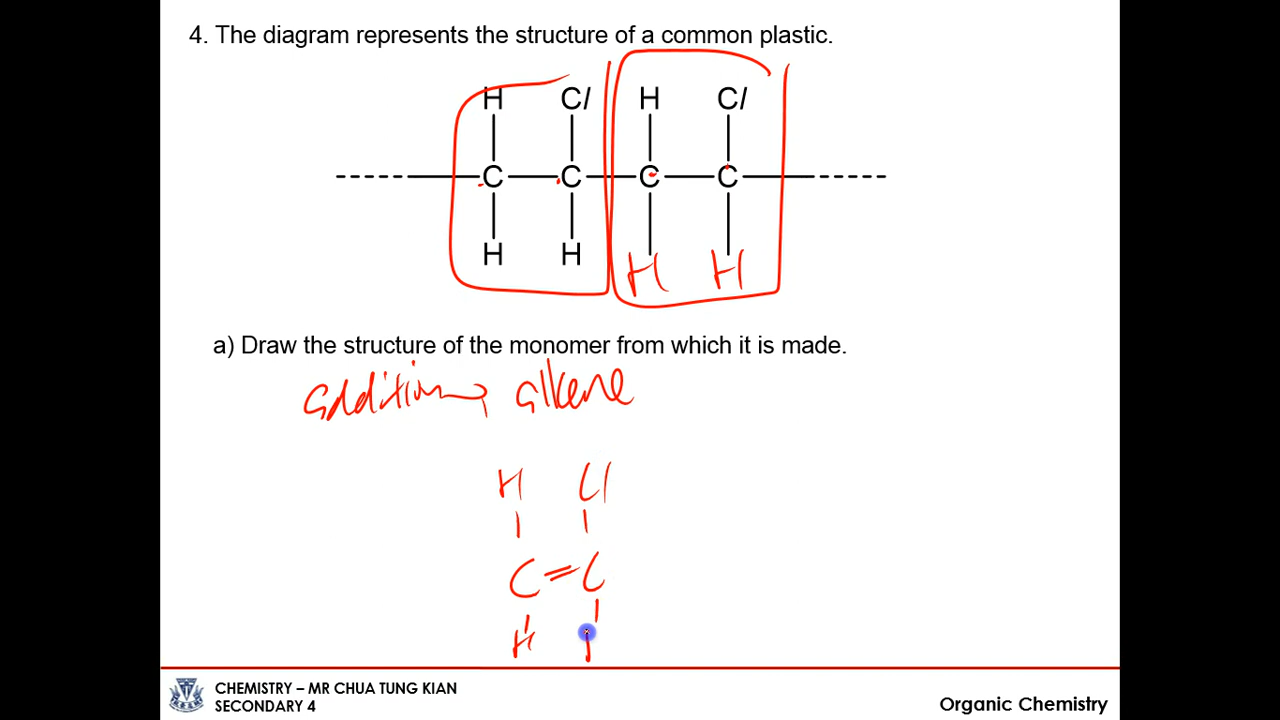 4. The diagram represents the structure of a common plastic.
H Cl H Cl
C C C C
H H H H
a) Draw the structure of the monomer from which it is made.
addition, alkene
H Cl
C=C
H
CHEMISTRY – MR CHUA TUNG KIAN
SECONDARY 4
Organic Chemistry